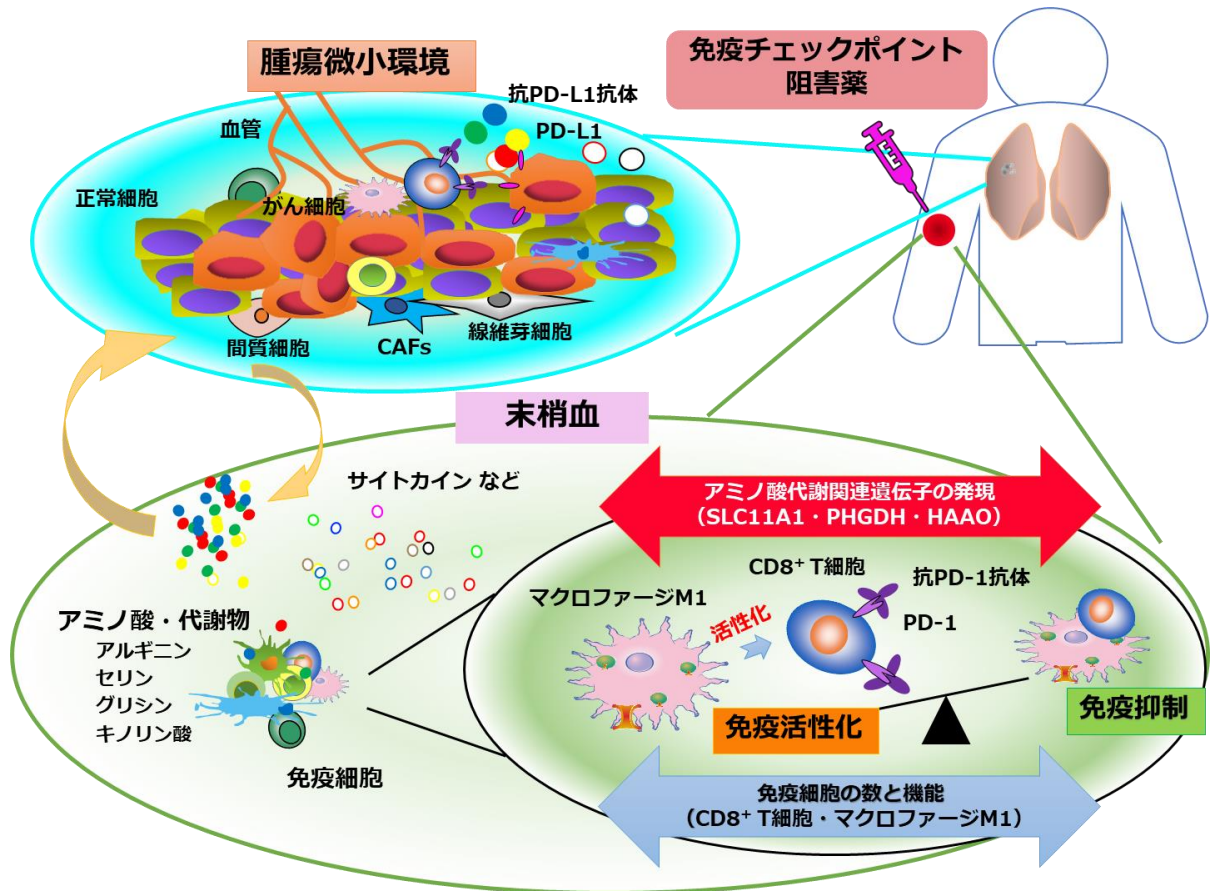 腫瘍微小環境
免疫チェックポイント
阻害薬
抗PD-L1抗体
PD-L1
血管
正常細胞
がん細胞
線維芽細胞
間質細胞
CAFs
末梢血
サイトカイン など
アミノ酸代謝関連遺伝子の発現
（SLC11A1・PHGDH・HAAO）
CD8⁺ T細胞
抗PD-1抗体
マクロファージM1
PD-1
活性化
アミノ酸・代謝物
アルギニン
セリン
グリシン
キノリン酸
免疫細胞
免疫活性化
免疫抑制
免疫細胞の数と機能
（CD8⁺ T細胞・マクロファージM1）